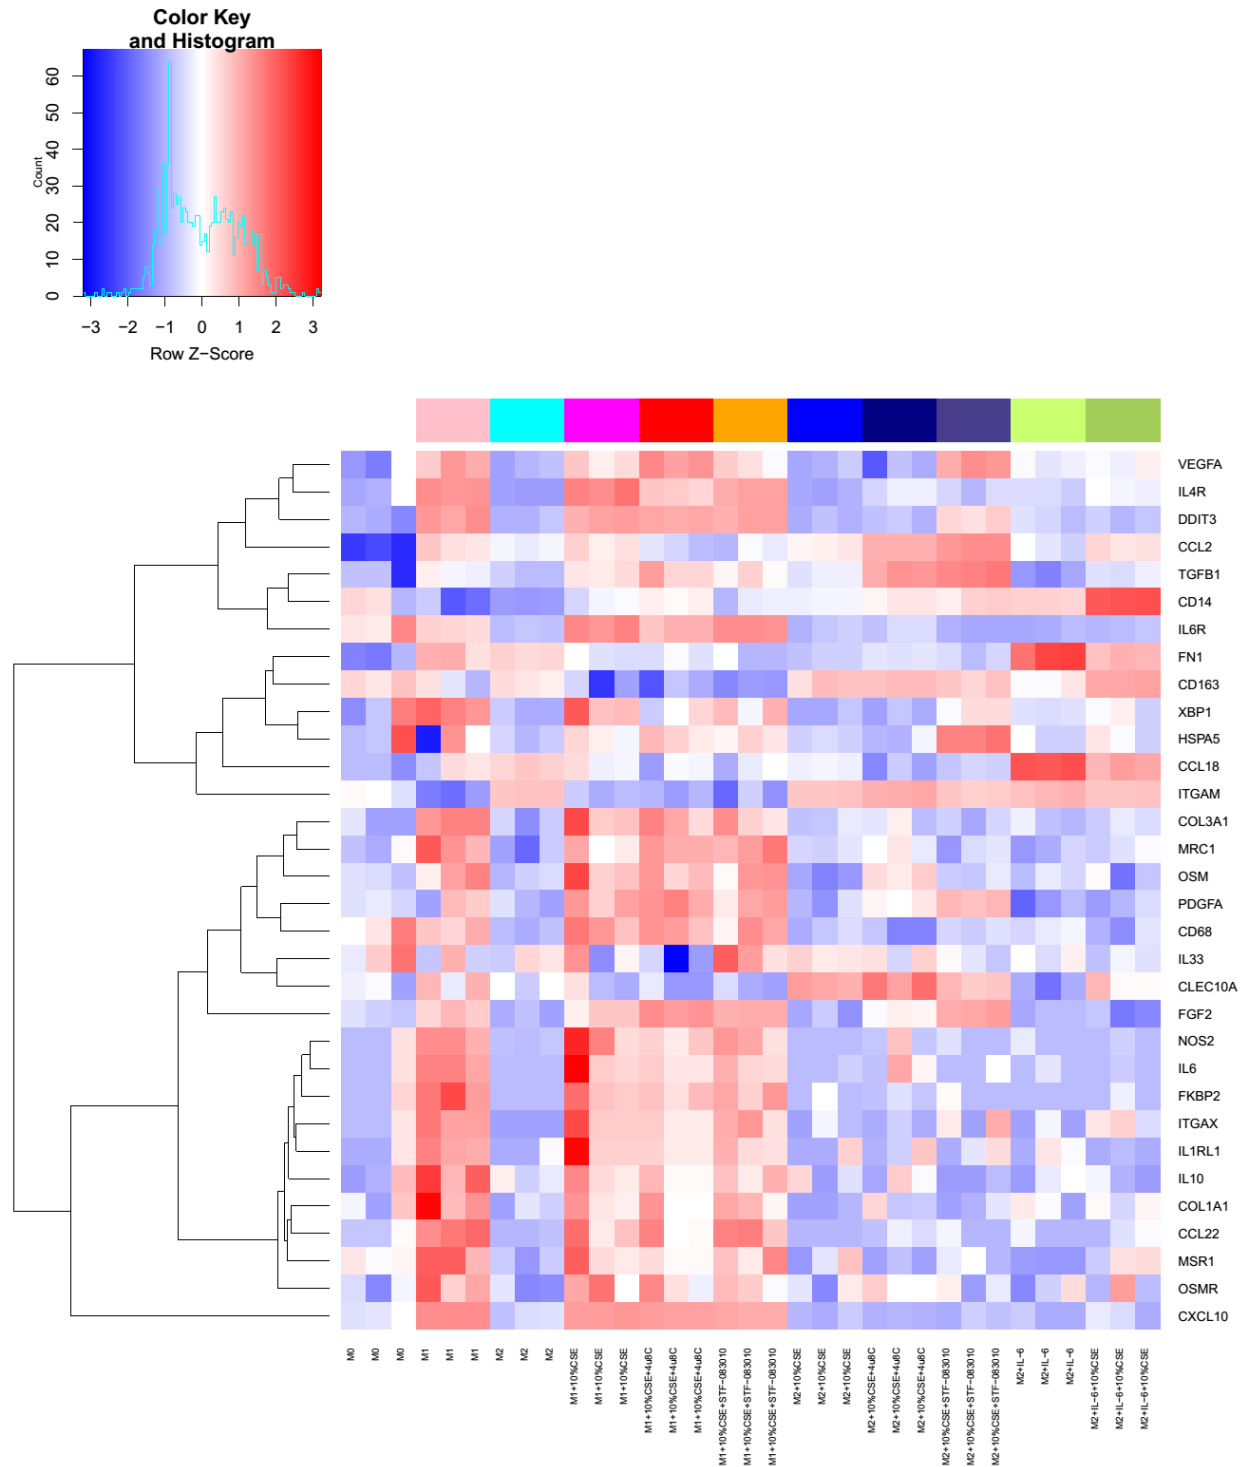 Color Key
and Histogram
Count
0 10 20 30 40 50 60
−3 −2 −1 0 1 2 3
Row Z−Score
VEGFA
IL4R
DDIT3
CCL2
TGFB1
CD14
IL6R
FN1
CD163
XBP1
HSPA5
CCL18
ITGAM
COL3A1
MRC1
OSM
PDGFA
CD68
IL33
CLEC10A
FGF2
NOS2
IL6
FKBP2
ITGAX
IL1RL1
IL10
COL1A1
CCL22
MSR1
OSMR
CXCL10
M0
M0
M0
M1
M1
M1
M2
M2
M2
M1+10%CSE
M1+10%CSE
M1+10%CSE
M1+10%CSE+4u8C
M1+10%CSE+4u8C
M1+10%CSE+4u8C
M1+10%CSE+STF−083010
M1+10%CSE+STF−083010
M1+10%CSE+STF−083010
M2+10%CSE
M2+10%CSE
M2+10%CSE
M2+10%CSE+4u8C
M2+10%CSE+4u8C
M2+10%CSE+4u8C
M2+10%CSE+STF−083010
M2+10%CSE+STF−083010
M2+10%CSE+STF−083010
M2+IL−6
M2+IL−6
M2+IL−6
M2+IL−6+10%CSE
M2+IL−6+10%CSE
M2+IL−6+10%CSE